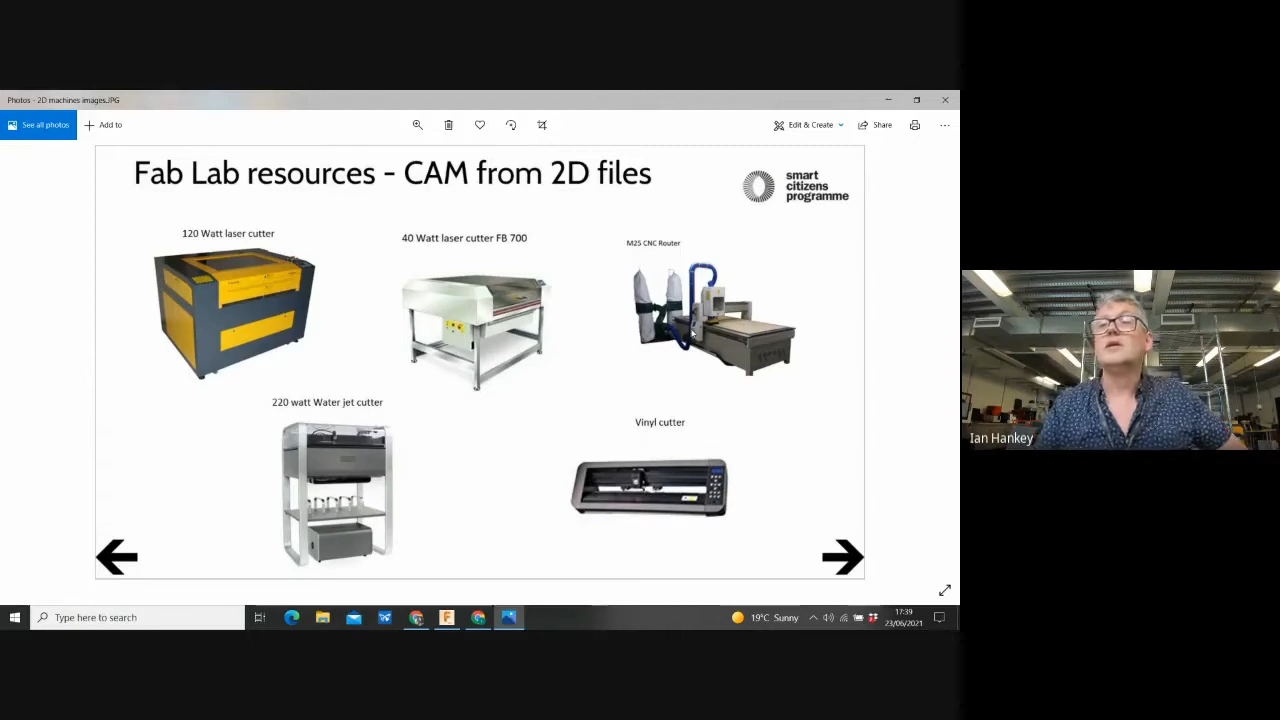 Photos - 2D machines images.JPG
See all photos
Add to
Edit & Create
Share
Fab Lab resources - CAM from 2D files
smart
citizens
programme
120 Watt laser cutter
40 Watt laser cutter FB 700
M25 CNC Router
220 watt Water jet cutter
Vinyl cutter
Ian Hankey
Type here to search
19°C Sunny
17:39
23/06/2021